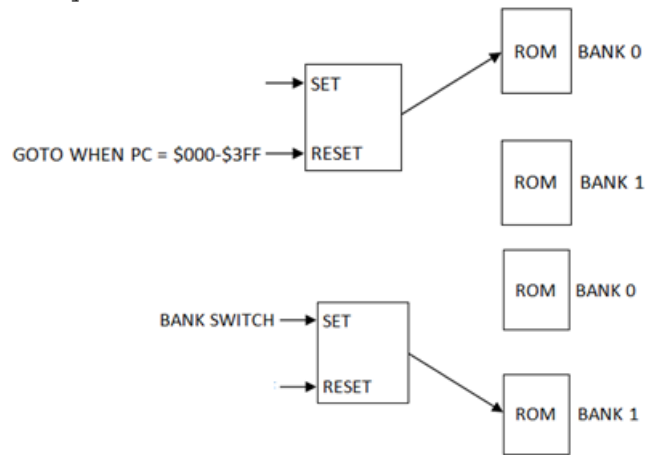 ROM BANK 0
SET
GOTO WHEN PC = $000-$3FF RESET
ROM BANK 1
ROM BANK 0
BANK SWITCH SET
RESET
ROM BANK 1